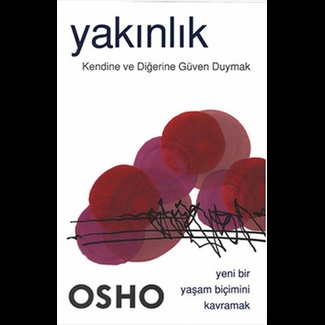 yakınlık
Kendine ve Diğerine Güven Duymak
yeni bir
yaşam biçimini
kavramak
OSHO